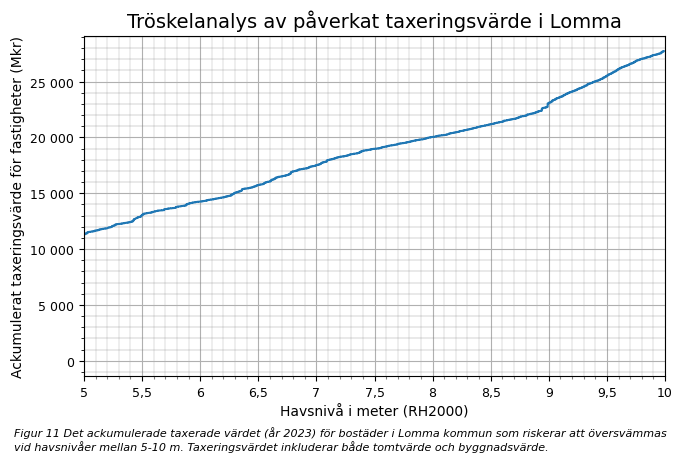 Tröskelanalys av påverkat taxeringsvärde i Lomma
Ackumulerat taxeringsvärde för fastigheter (Mkr)
25 000
20 000
15 000
10 000
5 000
0
5 5,5 6 6,5 7 7,5 8 8,5 9 9,5 10
Havsnivå i meter (RH2000)
Figur 11 Det ackumulerade taxerade värdet (år 2023) för bostäder i Lomma kommun som riskerar att översvämmas
vid havsnivåer mellan 5-10 m. Taxeringsvärdet inkluderar både tomtvärde och byggnadsvärde.